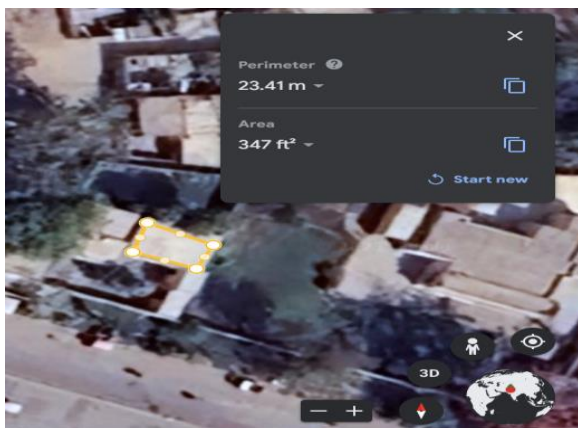 Perimeter ?
23.41 m
Area
347 ft²
Start new
3D